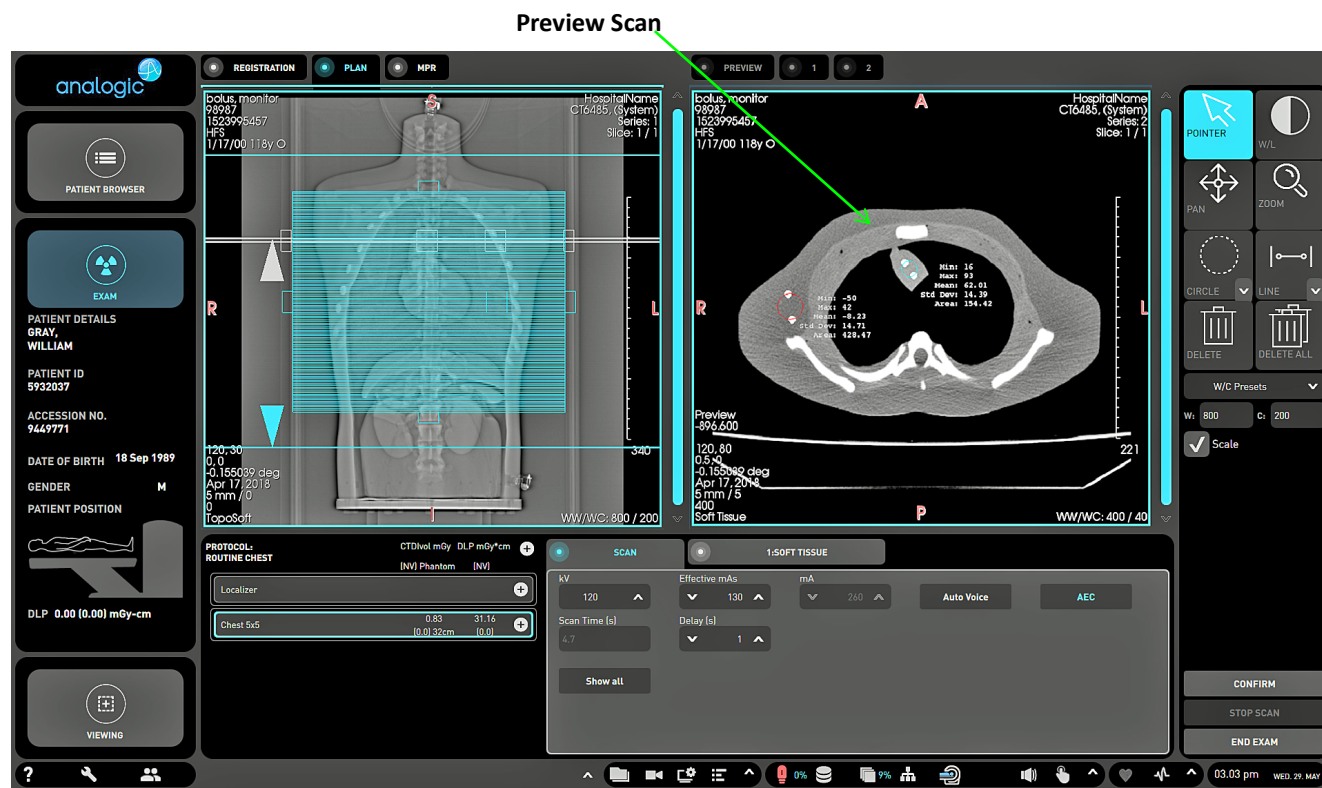 Preview Scan
analogic
REGISTRATION
PLAN
MPR
PREVIEW
1
2
PATIENT BROWSER
EXAM
PATIENT DETAILS
GRAY,
WILLIAM
PATIENT ID
5932037
ACCESSION NO.
9449771
DATE OF BIRTH 18 Sep 1989
GENDER M
PATIENT POSITION
DLP 0.00 (0.00) mGy-cm
VIEWING
bolus, monitor
98987
1523995457
HFS
1/17/00 118y O
S
HospitalName
CT6485, (System)
Series: 1
Slice: 1 / 1
R
L
120, 30
0, 0
-0.155039 deg
Apr 17, 2018
5 mm / 0
0
TopoSoft
I
340
WW/WC: 800 / 200
bolus, monitor
98987
1523995457
HFS
1/17/00 118y O
A
HospitalName
CT6485, (System)
Series: 2
Slice: 1 / 1
Min: 16
Max: 93
Mean: 62.01
Std Dev: 14.39
Area: 154.42
Min: -50
Max: 42
Mean: -8.23
Std Dev: 14.71
Area: 428.47
R
L
Preview
-896.600
120, 80
0.5, 0
-0.155039 deg
Apr 17, 2018
5 mm / 5
400
Soft Tissue
P
221
WW/WC: 400 / 40
POINTER
W/L
PAN
ZOOM
CIRCLE
LINE
DELETE
DELETE ALL
W/C Presets
W: 800 C: 200
Scale
CONFIRM
STOP SCAN
END EXAM
PROTOCOL:
ROUTINE CHEST
CTDIvol mGy DLP mGy*cm
(NV) Phantom (NV)
Localizer
Chest 5x5
0.83 31.16
(0.0) 32cm (0.0)
SCAN
1:SOFT TISSUE
kV
120
Effective mAs
130
mA
260
Auto Voice
AEC
Scan Time (s)
4.7
Delay (s)
1
Show all
?
0%
9%
03.03 pm WED. 29. MAY